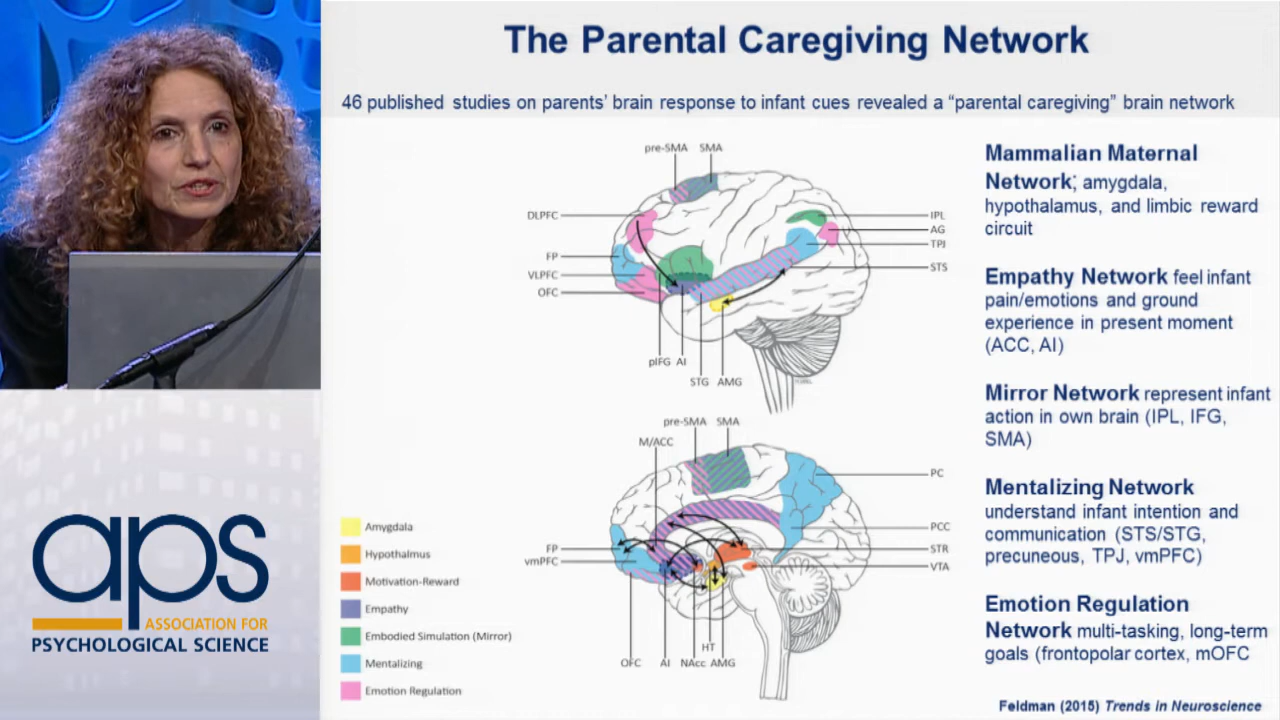 The Parental Caregiving Network
46 published studies on parents' brain response to infant cues revealed a "parental caregiving" brain network
pre-SMA SMA
DLPFC
FP
VLPFC
OFC
IPL
AG
TPJ
STS
pIFG AI
STG AMG
pre-SMA SMA
M/ACC
PC
PCC
STR
VTA
FP
vmPFC
HT
OFC AI NAcc AMG
Amygdala
Hypothalmus
Motivation-Reward
Empathy
Embodied Simulation (Mirror)
Mentalizing
Emotion Regulation
Mammalian Maternal
Network; amygdala,
hypothalamus, and limbic reward
circuit
Empathy Network feel infant
pain/emotions and ground
experience in present moment
(ACC, AI)
Mirror Network represent infant
action in own brain (IPL, IFG,
SMA)
Mentalizing Network
understand infant intention and
communication (STS/STG,
precuneous, TPJ, vmPFC)
Emotion Regulation
Network multi-tasking, long-term
goals (frontopolar cortex, mOFC
Feldman (2015) Trends in Neuroscience
aps
ASSOCIATION FOR
PSYCHOLOGICAL SCIENCE